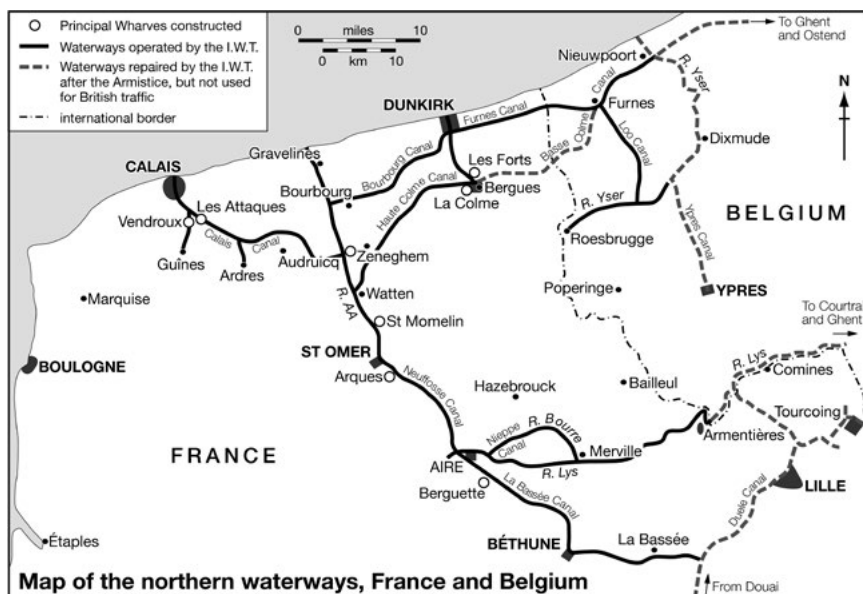 Principal Wharves constructed
Waterways operated by the I.W.T.
Waterways repaired by the I.W.T.
after the Armistice, but not used
for British traffic
international border
10 0 10
miles
10 0 10
km
To Ghent
and Ostend
N
Nieuwpoort
R. Yser
Canal
Furnes
DUNKIRK
Furnes Canal
Basse Colme
Loo Canal
Dixmude
Gravelines
Bourbourg Canal
Les Forts
CALAIS
Bourbourg
Haute Colme Canal
Bergues
La Colme
Les Attaques
Vendroux
Calais
Canal
R. Yser
BELGIUM
Roesbrugge
Ypres Canal
Guînes
Ardres
Audruicq
Zeneghem
R. AA
Watten
Marquise
Poperinge
YPRES
St Momelin
To Courtrai
and Ghent
BOULOGNE
ST OMER
Arques
Neuffosse Canal
Hazebrouck
Bailleul
R. Lys
Comines
Tourcoing
FRANCE
Nieppe
Canal
R. Bourre
Merville
Armentières
AIRE
R. Lys
Berguette
La Bassée Canal
LILLE
Duele Canal
Étaples
BÉTHUNE
La Bassée
From Douai
Map of the northern waterways, France and Belgium